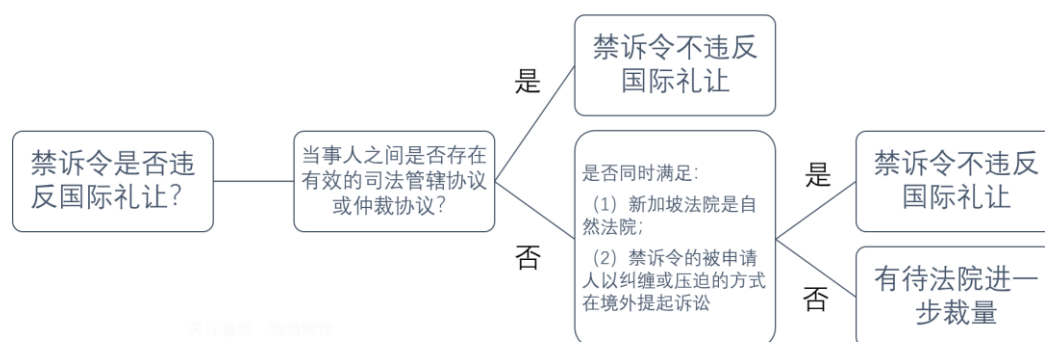 禁诉令是否违
反国际礼让？
当事人之间是否存在
有效的司法管辖协议
或仲裁协议？
是
禁诉令不违反
国际礼让
否
是否同时满足：
（1）新加坡法院是自
然法院；
（2）禁诉令的被申请
人以纠缠或压迫的方式
在境外提起诉讼
是
禁诉令不违反
国际礼让
否
有待法院进一
步裁量